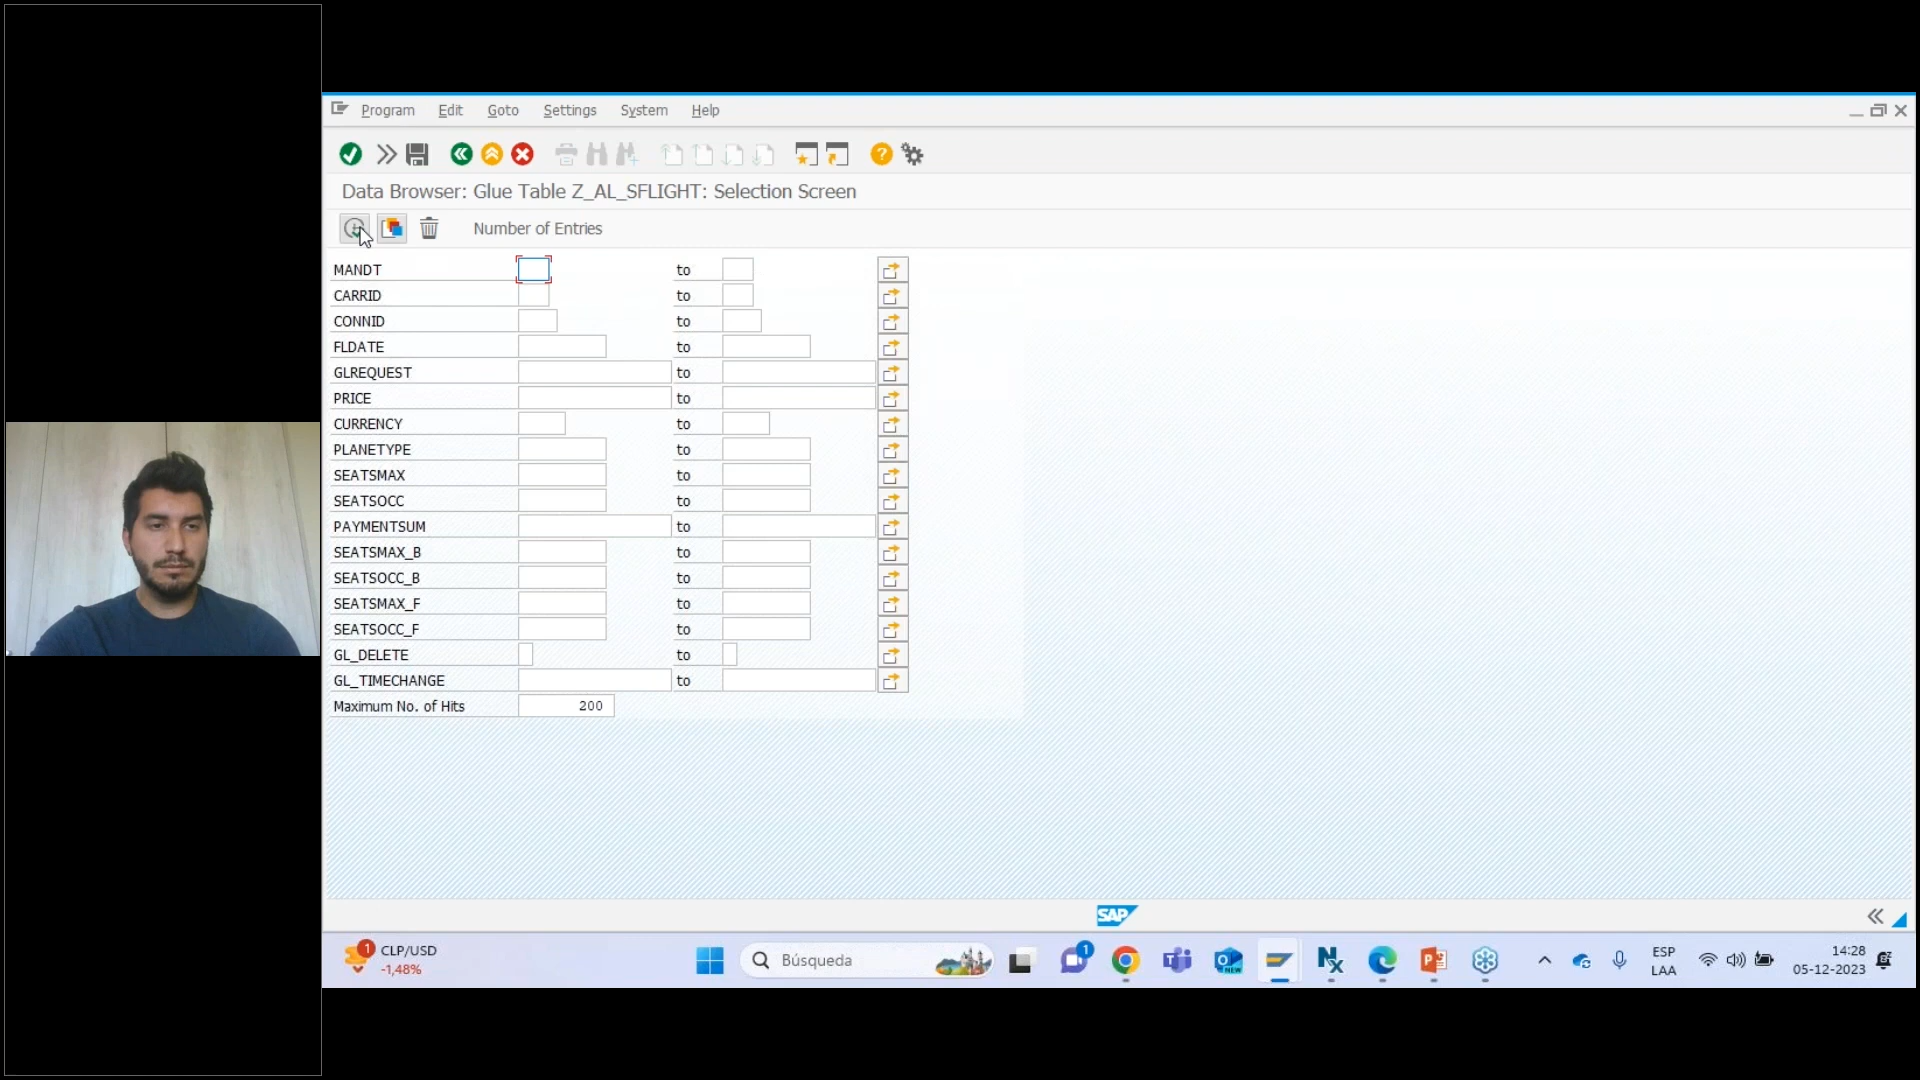 Program Edit Goto Settings System Help
Data Browser: Glue Table Z_AL_SFLIGHT: Selection Screen
Number of Entries
MANDT to
CARRID to
CONNID to
FLDATE to
GLREQUEST to
PRICE to
CURRENCY to
PLANETYPE to
SEATSMAX to
SEATSOCC to
PAYMENTSUM to
SEATSMAX_B to
SEATSOCC_B to
SEATSMAX_F to
SEATSOCC_F to
GL_DELETE to
GL_TIMECHANGE to
Maximum No. of Hits 200
SAP
1 CLP/USD
-1,48%
Búsqueda
1
NEW
ESP
LAA
14:28
05-12-2023